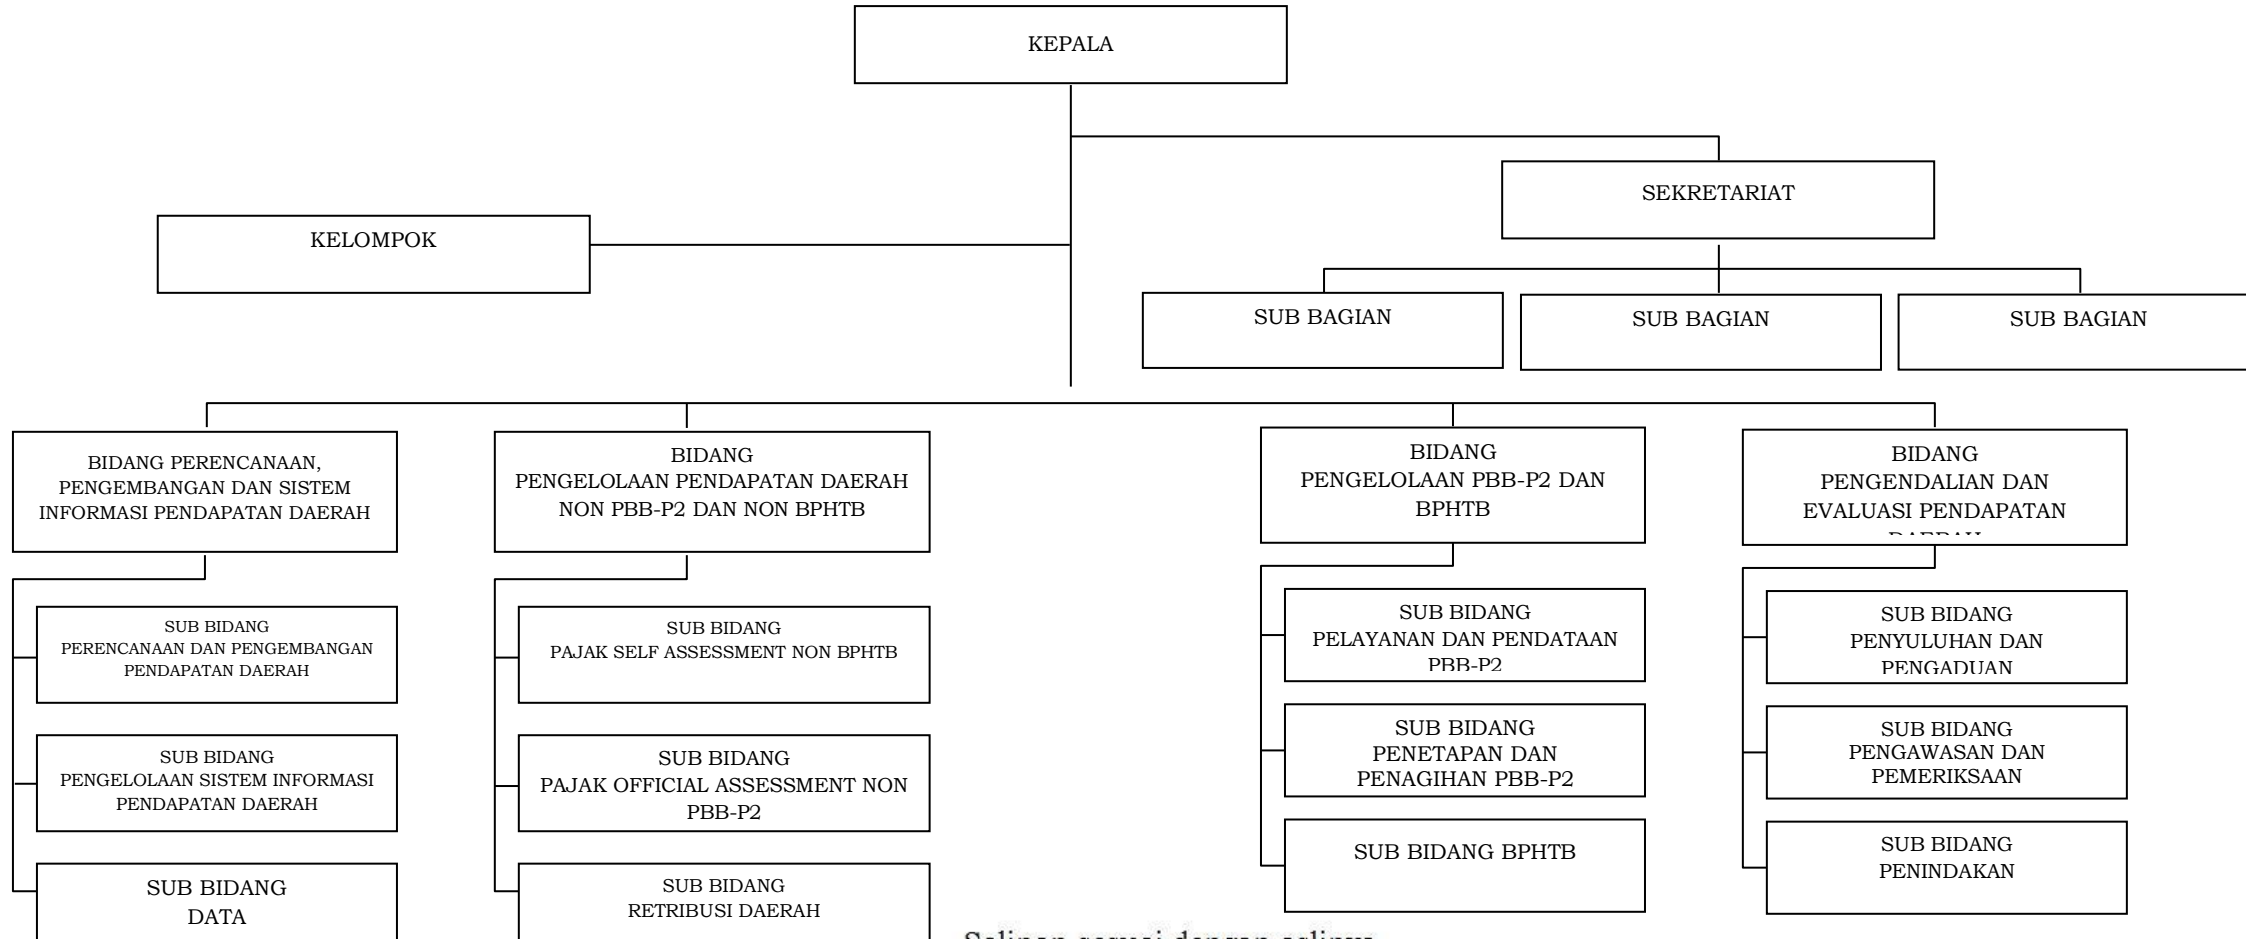 KEPALA
SEKRETARIAT
KELOMPOK
SUB BAGIAN
SUB BAGIAN
SUB BAGIAN
BIDANG PERENCANAAN,
PENGEMBANGAN DAN SISTEM
INFORMASI PENDAPATAN DAERAH
SUB BIDANG
PERENCANAAN DAN PENGEMBANGAN
PENDAPATAN DAERAH
SUB BIDANG
PENGELOLAAN SISTEM INFORMASI
PENDAPATAN DAERAH
SUB BIDANG
DATA
BIDANG
PENGELOLAAN PENDAPATAN DAERAH
NON PBB-P2 DAN NON BPHTB
SUB BIDANG
PAJAK SELF ASSESSMENT NON BPHTB
SUB BIDANG
PAJAK OFFICIAL ASSESSMENT NON
PBB-P2
SUB BIDANG
RETRIBUSI DAERAH
BIDANG
PENGELOLAAN PBB-P2 DAN
BPHTB
SUB BIDANG
PELAYANAN DAN PENDATAAN
PBB-P2
SUB BIDANG
PENETAPAN DAN
PENAGIHAN PBB-P2
SUB BIDANG BPHTB
BIDANG
PENGENDALIAN DAN
EVALUASI PENDAPATAN
DAERAH
SUB BIDANG
PENYULUHAN DAN
PENGADUAN
SUB BIDANG
PENGAWASAN DAN
PEMERIKSAAN
SUB BIDANG
PENINDAKAN
Salinan sesuai dengan aslinya